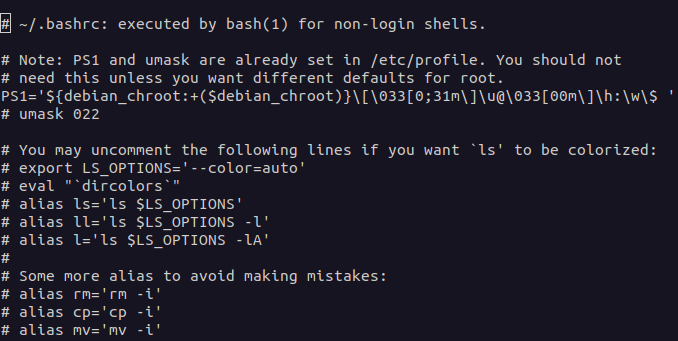 # ~/.bashrc: executed by bash(1) for non-login shells.
# Note: PS1 and umask are already set in /etc/profile. You should not
# need this unless you want different defaults for root.
PS1='${debian_chroot:+($debian_chroot)}\[\033[0;31m\]\u@\033[00m\]\h:\w\$ '
# umask 022
# You may uncomment the following lines if you want `ls' to be colorized:
# export LS_OPTIONS='--color=auto'
# eval "`dircolors`"
# alias ls='ls $LS_OPTIONS'
# alias ll='ls $LS_OPTIONS -l'
# alias l='ls $LS_OPTIONS -lA'
#
# Some more alias to avoid making mistakes:
# alias rm='rm -i'
# alias cp='cp -i'
# alias mv='mv -i'